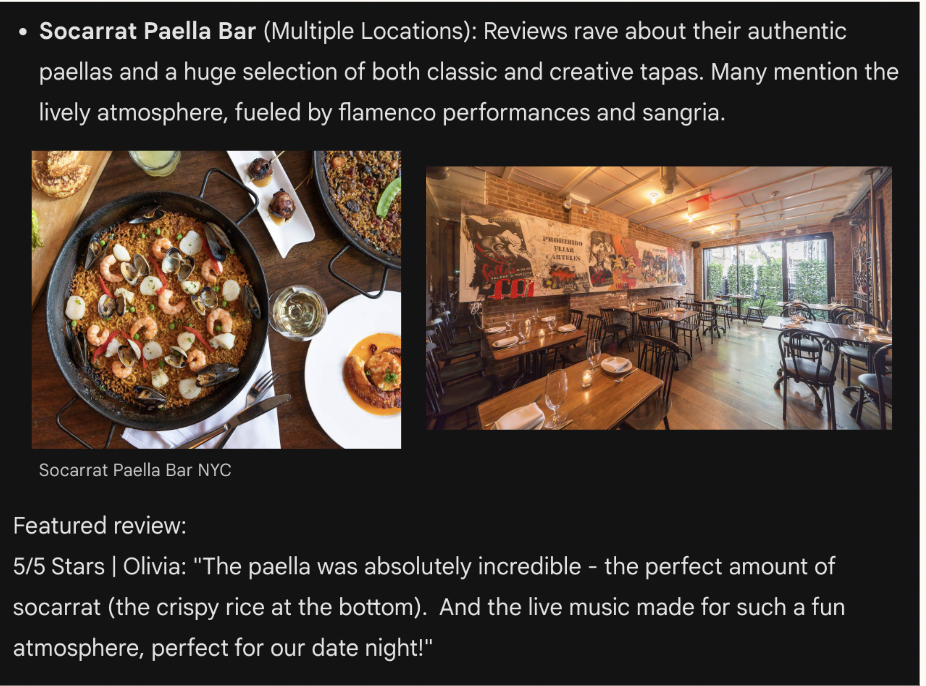 • Socarrat Paella Bar (Multiple Locations): Reviews rave about their authentic
paellas and a huge selection of both classic and creative tapas. Many mention the
lively atmosphere, fueled by flamenco performances and sangria.
PROHIBIDO
FIJAR
CARTELES
Socarrat Paella Bar NYC
Featured review:
5/5 Stars | Olivia: "The paella was absolutely incredible - the perfect amount of
socarrat (the crispy rice at the bottom).  And the live music made for such a fun
atmosphere, perfect for our date night!"